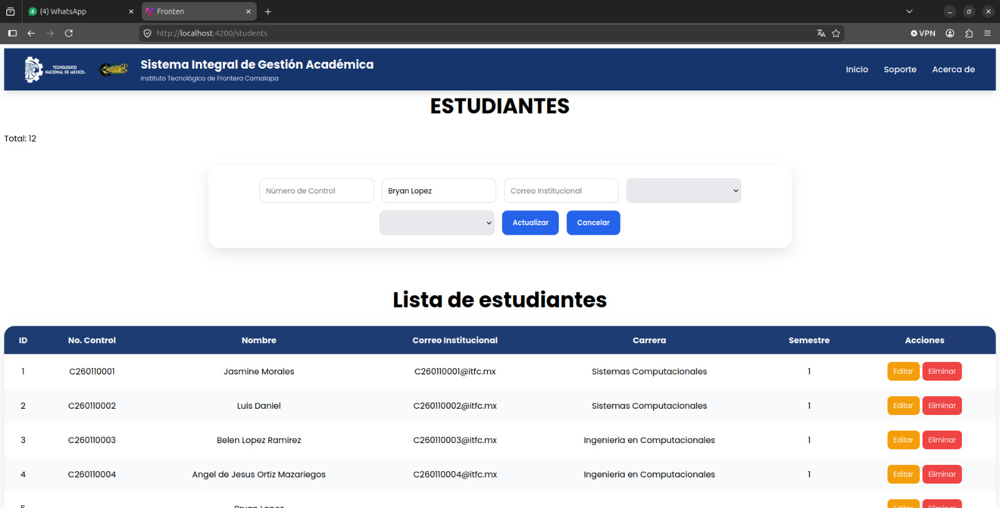 4 (4) WhatsApp
Fronten
http://localhost:4200/students
VPN
TECNOLÓGICO
NACIONAL DE MÉXICO
Sistema Integral de Gestión Académica
Instituto Tecnológico de Frontera Comalapa
Inicio Soporte Acerca de
ESTUDIANTES
Total: 12
Número de Control Bryan Lopez Correo Institucional
Actualizar Cancelar
Lista de estudiantes
ID No. Control Nombre Correo Institucional Carrera Semestre Acciones
1 C260110001 Jasmine Morales C260110001@itfc.mx Sistemas Computacionales 1 Editar Eliminar
2 C260110002 Luis Daniel C260110002@itfc.mx Sistemas Computacionales 1 Editar Eliminar
3 C260110003 Belen Lopez Ramirez C260110003@itfc.mx Ingenieria en Computacionales 1 Editar Eliminar
4 C260110004 Angel de Jesus Ortiz Mazariegos C260110004@itfc.mx Ingenieria en Computacionales 1 Editar Eliminar
5 Bryan Lopez Editar Eliminar